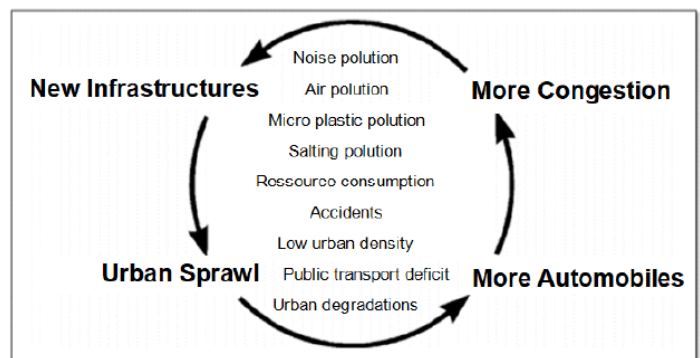 Noise polution
New Infrastructures
Air polution
More Congestion
Micro plastic polution
Salting polution
Ressource consumption
Accidents
Low urban density
Urban Sprawl
Public transport deficit
More Automobiles
Urban degradations